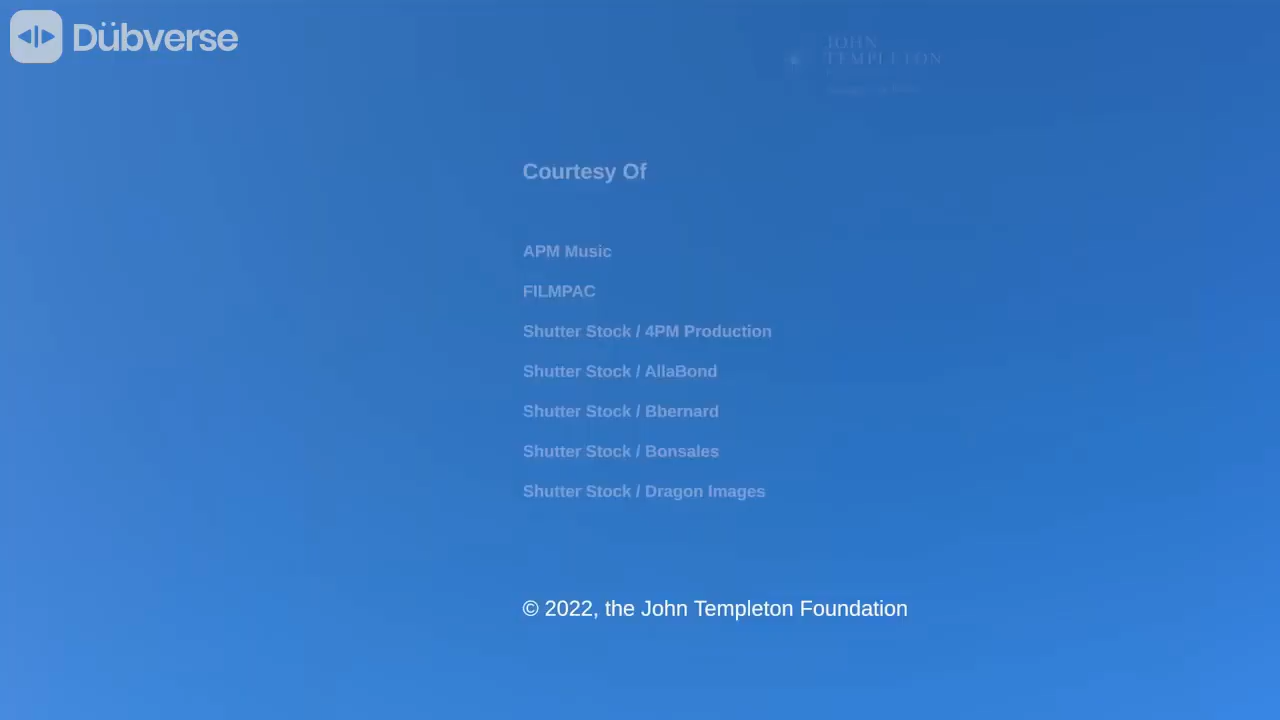 Dübverse
JOHN
TEMPLETON
Courtesy Of
APM Music
FILMPAC
Shutter Stock / 4PM Production
Shutter Stock / AllaBond
Shutter Stock / Bbernard
Shutter Stock / Bonsales
Shutter Stock / Dragon Images
© 2022, the John Templeton Foundation